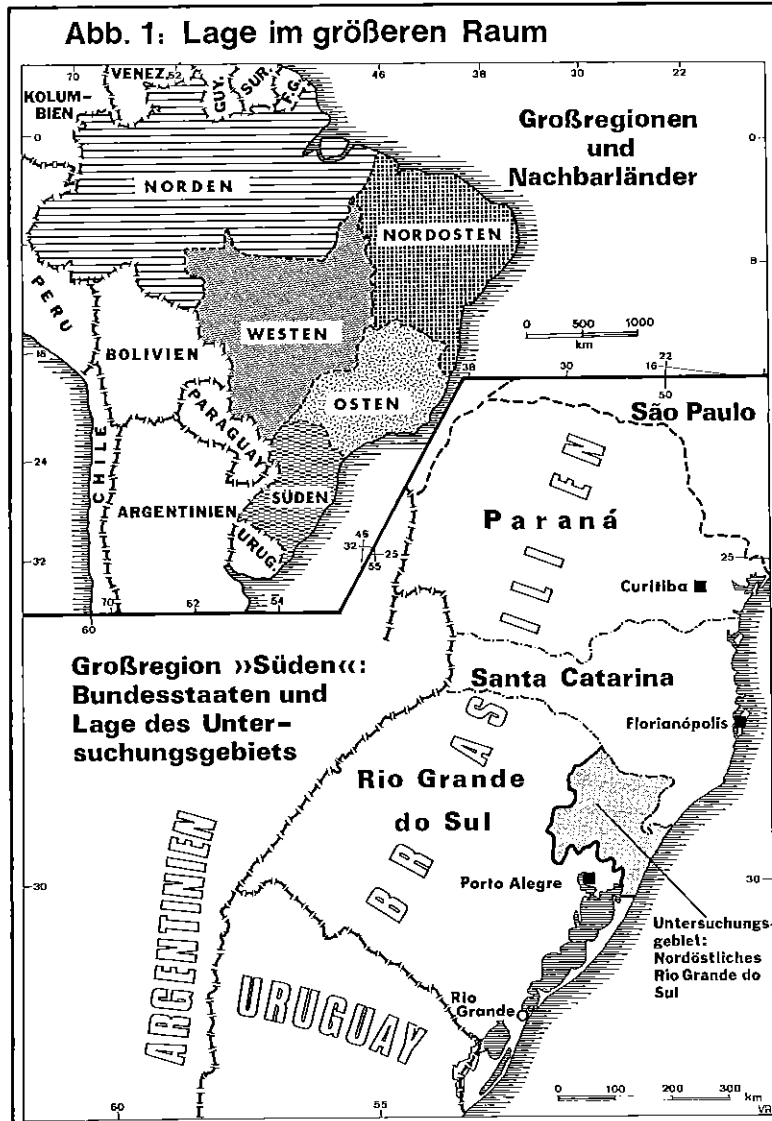 Abb. 1: Lage im größeren Raum
70
VENEZ.
52
GUY.
SUR.
F.G.
46
38
30
22
KOLUM-
BIEN
0
0
Großregionen
und
Nachbarländer
NORDEN
NORDOSTEN
8
PERU
WESTEN
0 500 1000
km
BOLIVIEN
16
OSTEN
38
30
16
22
PARAGUAY
CHILE
24
ARGENTINIEN
SÜDEN
URUG.
32
46
32
25
55
60
70
62
54
50
São Paulo
Paraná
25
Curitiba
BRASILIEN
Großregion »Süden«:
Bundesstaaten und
Lage des Unter-
suchungsgebiets
Santa Catarina
Florianópolis
Rio Grande
do Sul
30
Porto Alegre
30
ARGENTINIEN
Untersuchungs-
gebiet:
Nordöstliches
Rio Grande do
Sul
URUGUAY
Rio
Grande
0 100 200 300
km
60
55
VR